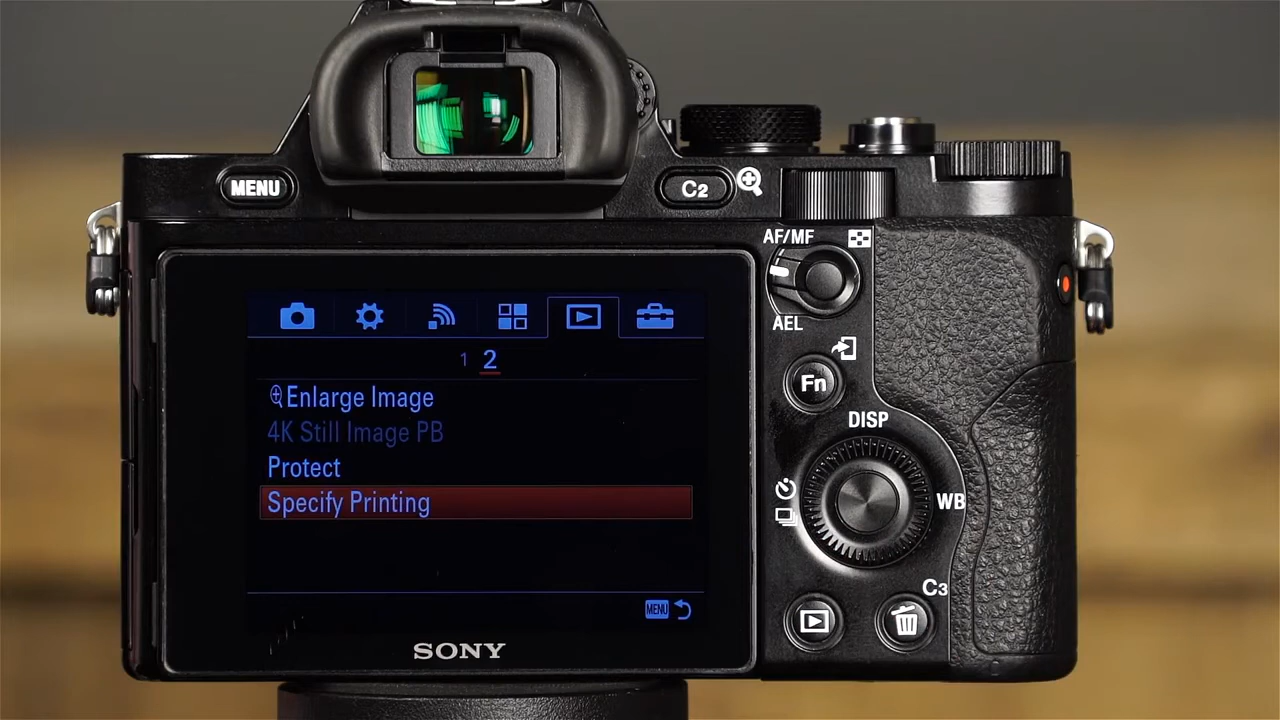 MENU
C2
AF/MF
AEL
1 2
Enlarge Image
4K Still Image PB
Protect
Specify Printing
MENU
Fn
DISP
WB
C3
SONY